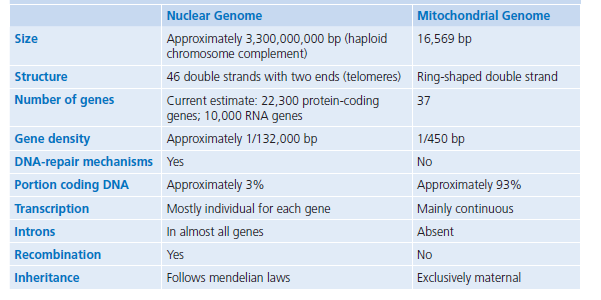 Nuclear Genome Mitochondrial Genome
Size Approximately 3,300,000,000 bp (haploid 16,569 bp
chromosome complement)
Structure 46 double strands with two ends (telomeres) Ring-shaped double strand
Number of genes Current estimate: 22,300 protein-coding 37
genes; 10,000 RNA genes
Gene density Approximately 1/132,000 bp 1/450 bp
DNA-repair mechanisms Yes No
Portion coding DNA Approximately 3% Approximately 93%
Transcription Mostly individual for each gene Mainly continuous
Introns In almost all genes Absent
Recombination Yes No
Inheritance Follows mendelian laws Exclusively maternal